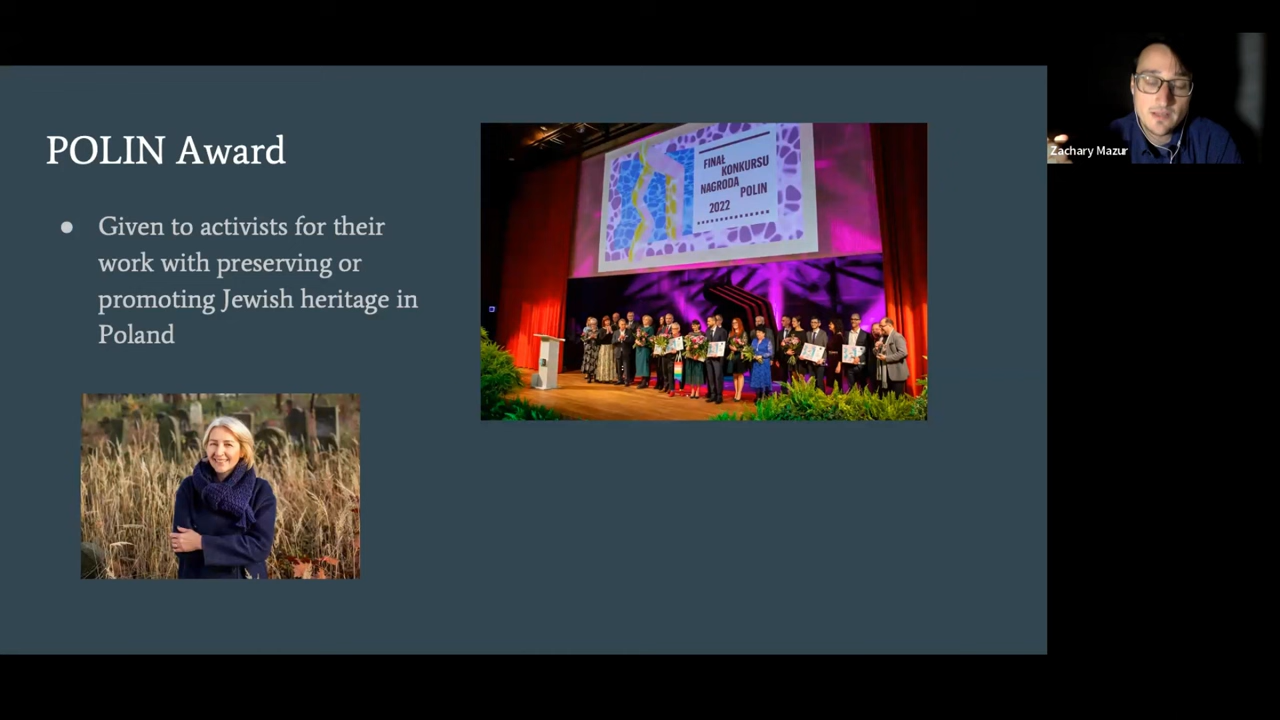 POLIN Award
● Given to activists for their
work with preserving or
promoting Jewish heritage in
Poland
FINAŁ
KONKURSU
NAGRODA
POLIN
2022
Zachary Mazur